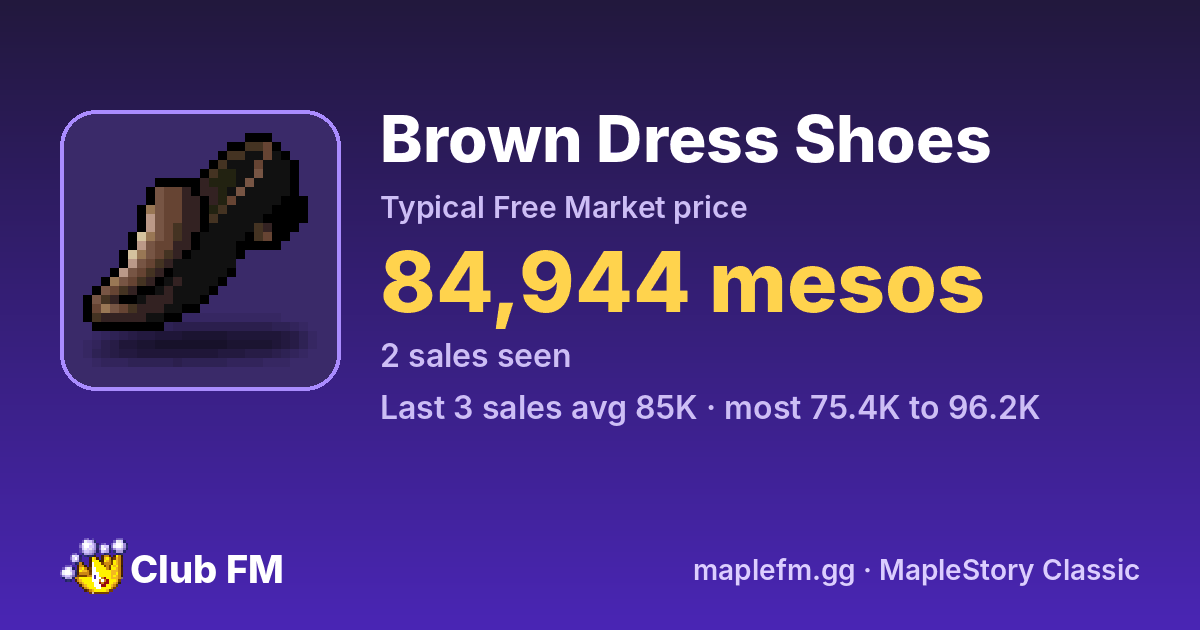 Brown Dress Shoes
Typical Free Market price
84,944 mesos
2 sales seen
Last 3 sales avg 85K · most 75.4K to 96.2K
Club FM
maplefm.gg · MapleStory Classic